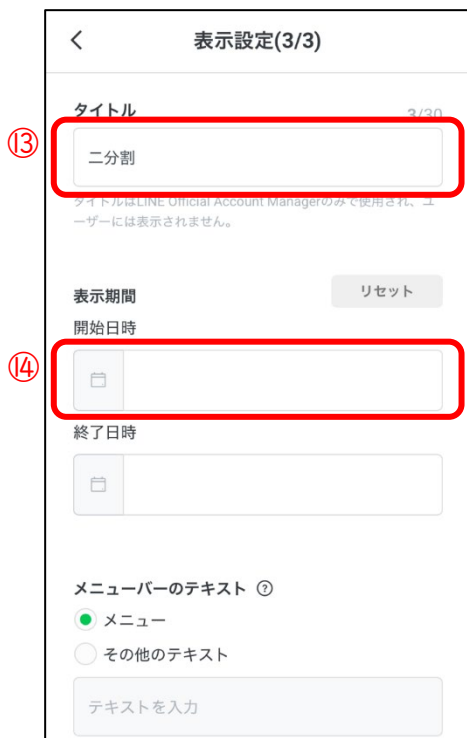 表示設定(3/3)
タイトル 3/30
⑬
二分割
タイトルはLINE Official Account Managerのみで使用され、ユ
ーザーには表示されません。
表示期間 リセット
開始日時
⑭
終了日時
メニューバーのテキスト ?
メニュー
その他のテキスト
テキストを入力